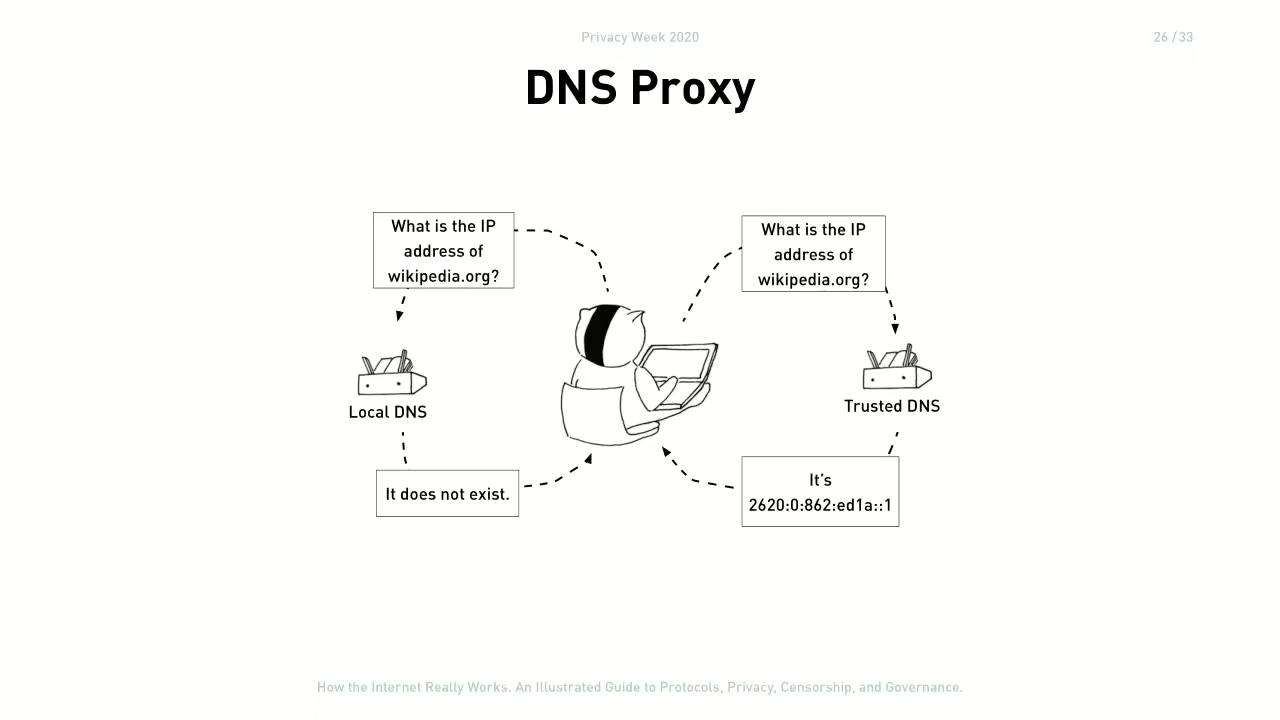 Privacy Week 2020
26 / 33
DNS Proxy
What is the IP
address of
wikipedia.org?
What is the IP
address of
wikipedia.org?
Local DNS
Trusted DNS
It does not exist.
It's
2620:0:862:ed1a::1
How the Internet Really Works. An Illustrated Guide to Protocols, Privacy, Censorship, and Governance.